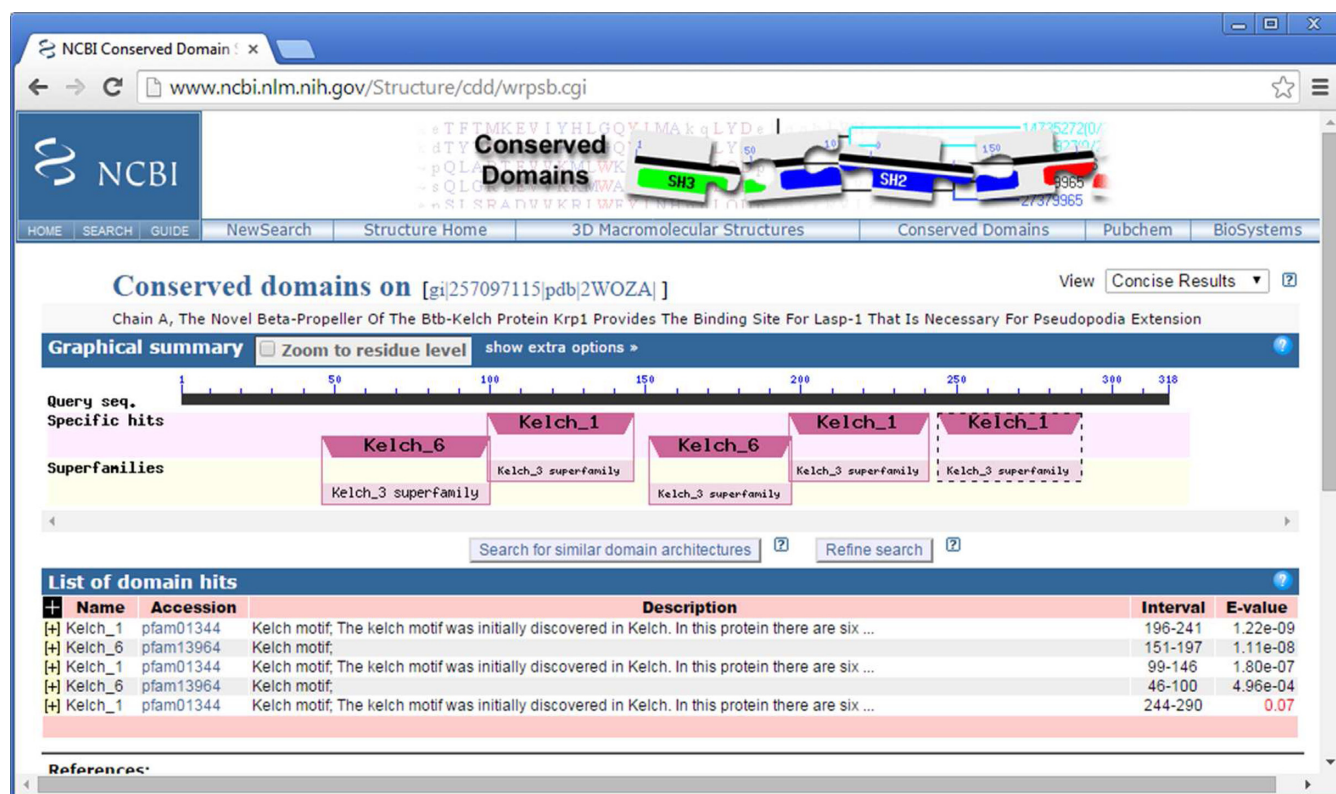 NCBI Conserved Domain S
www.ncbi.nlm.nih.gov/Structure/cdd/wrpsb.cgi
NCBI
Conserved
Domains
SH3
SH2
50
150
HOME SEARCH GUIDE NewSearch Structure Home 3D Macromolecular Structures Conserved Domains Pubchem BioSystems
Conserved domains on [gi|257097115|pdb|2WOZA| ]
View Concise Results
Chain A, The Novel Beta-Propeller Of The Btb-Kelch Protein Krp1 Provides The Binding Site For Lasp-1 That Is Necessary For Pseudopodia Extension
Graphical summary Zoom to residue level show extra options »
1 50 100 150 200 250 300 318
Query seq.
Specific hits
Kelch_1 Kelch_1 Kelch_1
Kelch_6 Kelch_6
Superfamilies
Kelch_3 superfamily Kelch_3 superfamily Kelch_3 superfamily
Kelch_3 superfamily Kelch_3 superfamily
Search for similar domain architectures Refine search
List of domain hits
Name Accession Description Interval E-value
[+] Kelch_1 pfam01344 Kelch motif; The kelch motif was initially discovered in Kelch. In this protein there are six ... 196-241 1.22e-09
[+] Kelch_6 pfam13964 Kelch motif; 151-197 1.11e-08
[+] Kelch_1 pfam01344 Kelch motif; The kelch motif was initially discovered in Kelch. In this protein there are six ... 99-146 1.80e-07
[+] Kelch_6 pfam13964 Kelch motif; 46-100 4.96e-04
[+] Kelch_1 pfam01344 Kelch motif; The kelch motif was initially discovered in Kelch. In this protein there are six ... 244-290 0.07
References: